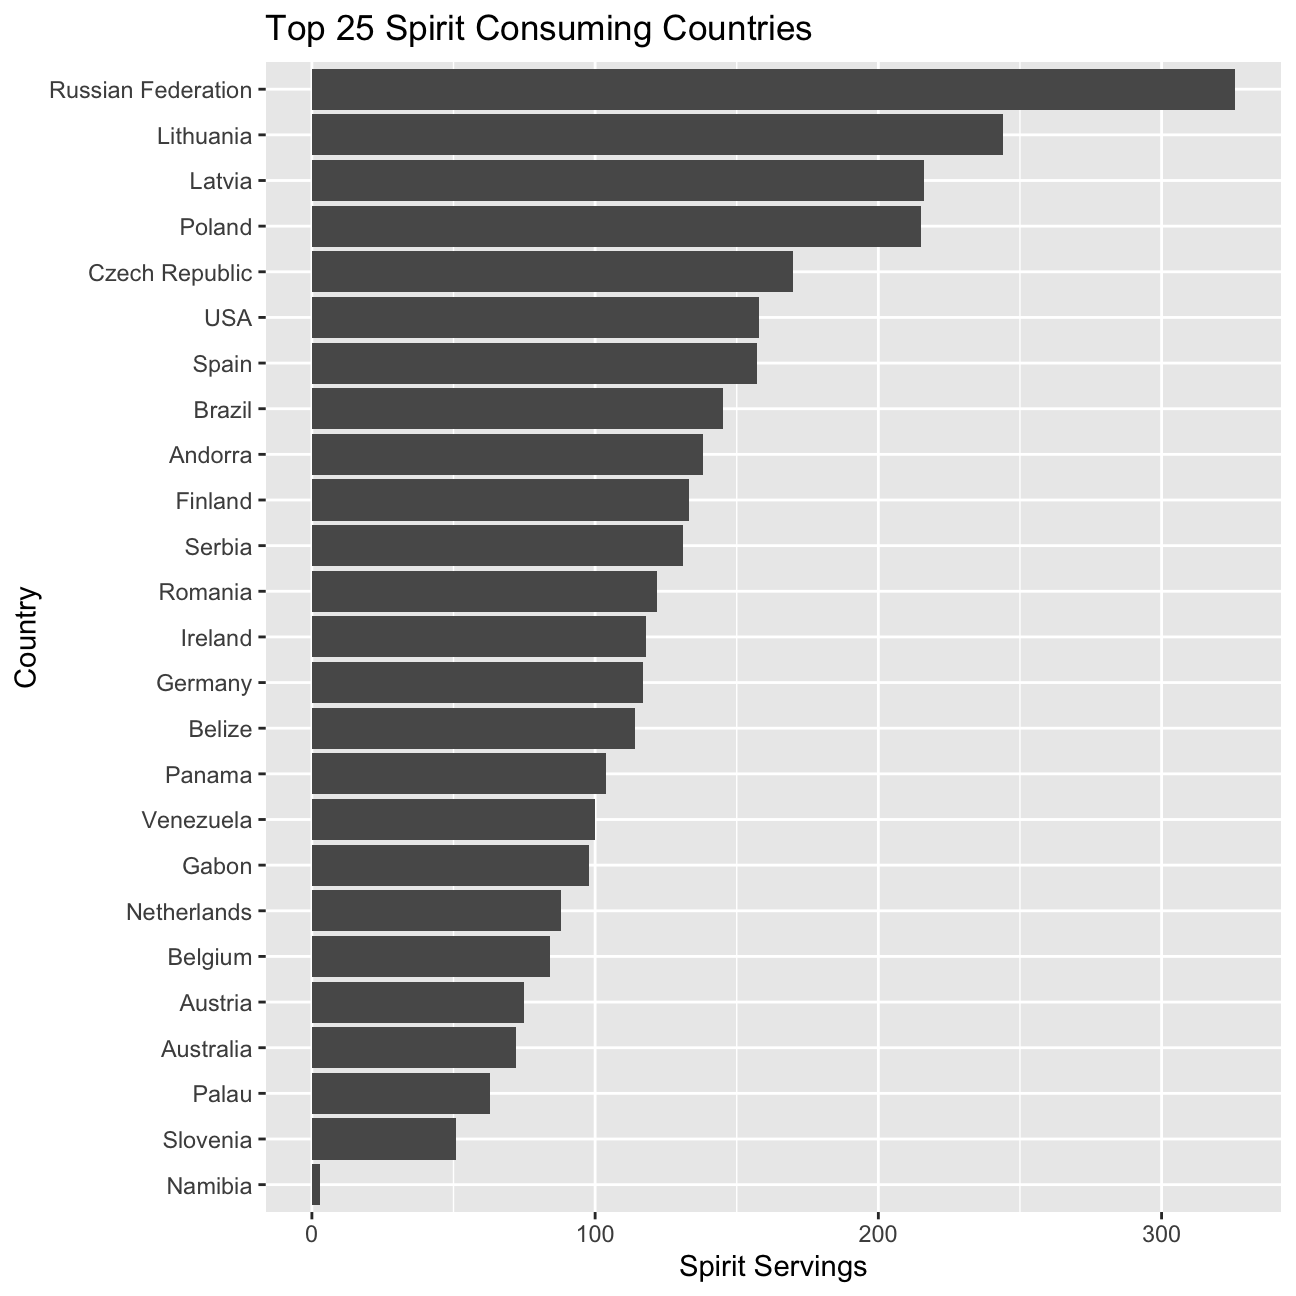 Top 25 Spirit Consuming Countries
Country
Russian Federation
Lithuania
Latvia
Poland
Czech Republic
USA
Spain
Brazil
Andorra
Finland
Serbia
Romania
Ireland
Germany
Belize
Panama
Venezuela
Gabon
Netherlands
Belgium
Austria
Australia
Palau
Slovenia
Namibia
0 100 200 300
Spirit Servings